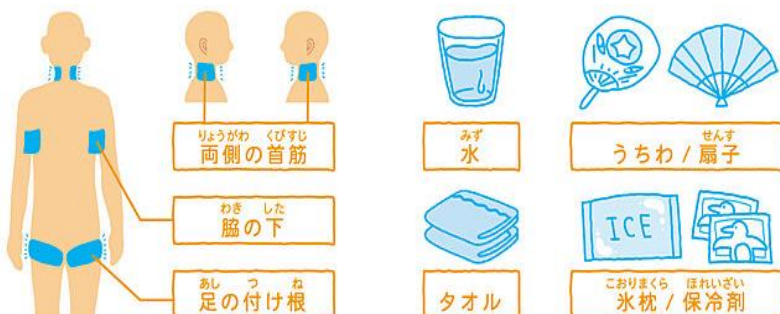 りょうがわ くびすじ
両側の首筋
わき した
脇の下
あし つ ね
足の付け根
みず
水
せんす
うちわ / 扇子
タオル
ICE
こおりまくら ほれいざい
氷枕 / 保冷剤